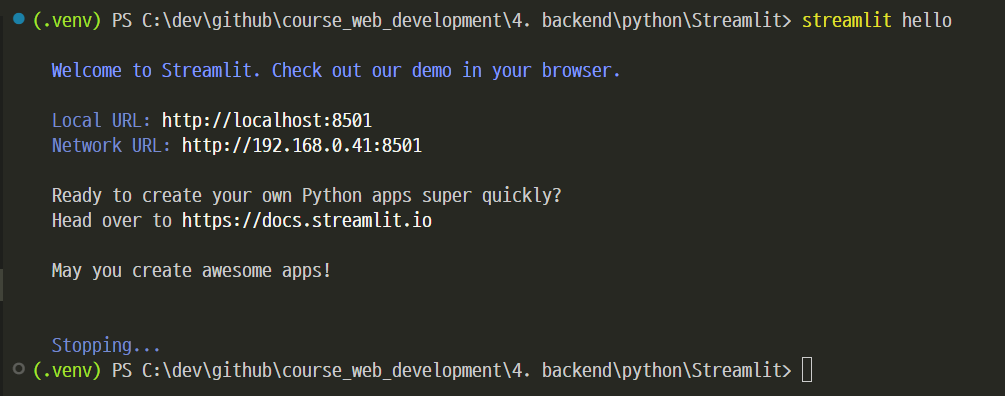 (.venv) PS C:\dev\github\course_web_development\4. backend\python\Streamlit> streamlit hello
Welcome to Streamlit. Check out our demo in your browser.
Local URL: http://localhost:8501
Network URL: http://192.168.0.41:8501
Ready to create your own Python apps super quickly?
Head over to https://docs.streamlit.io
May you create awesome apps!
Stopping...
(.venv) PS C:\dev\github\course_web_development\4. backend\python\Streamlit>